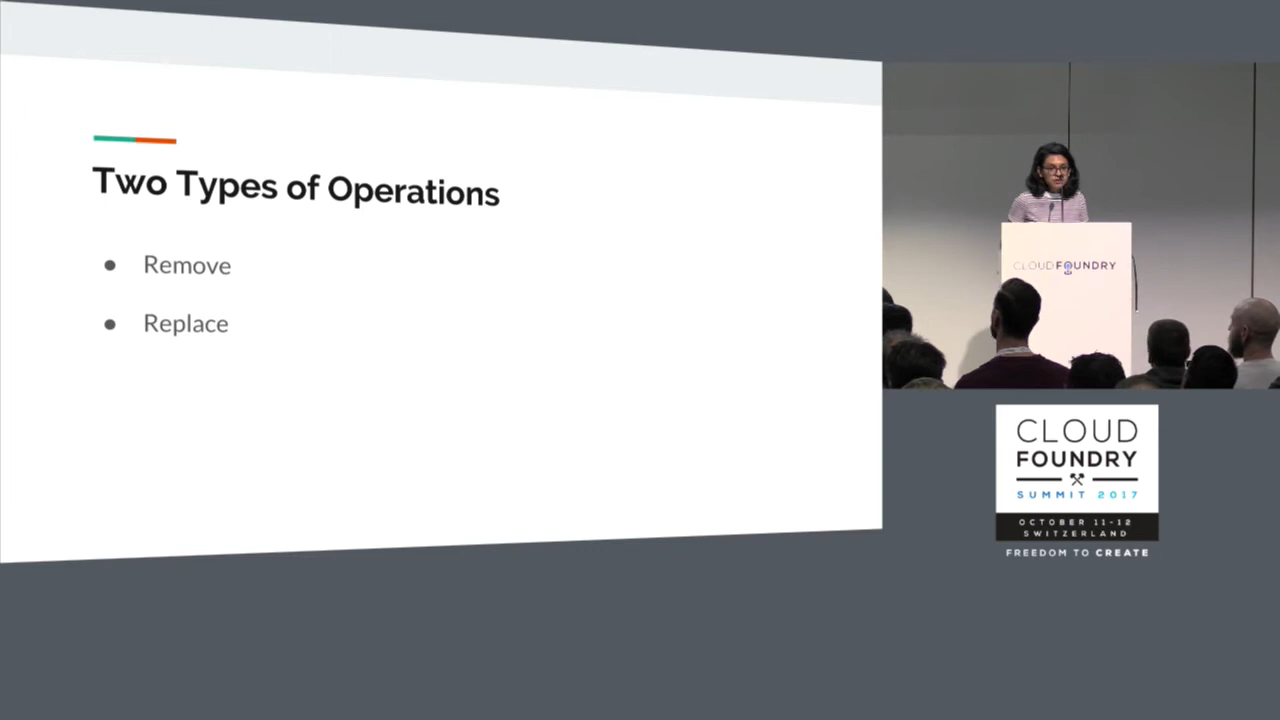 Two Types of Operations
● Remove
● Replace
CLOUDFOUNDRY
CLOUD
FOUNDRY
SUMMIT 2017
OCTOBER 11-12
SWITZERLAND
FREEDOM TO CREATE